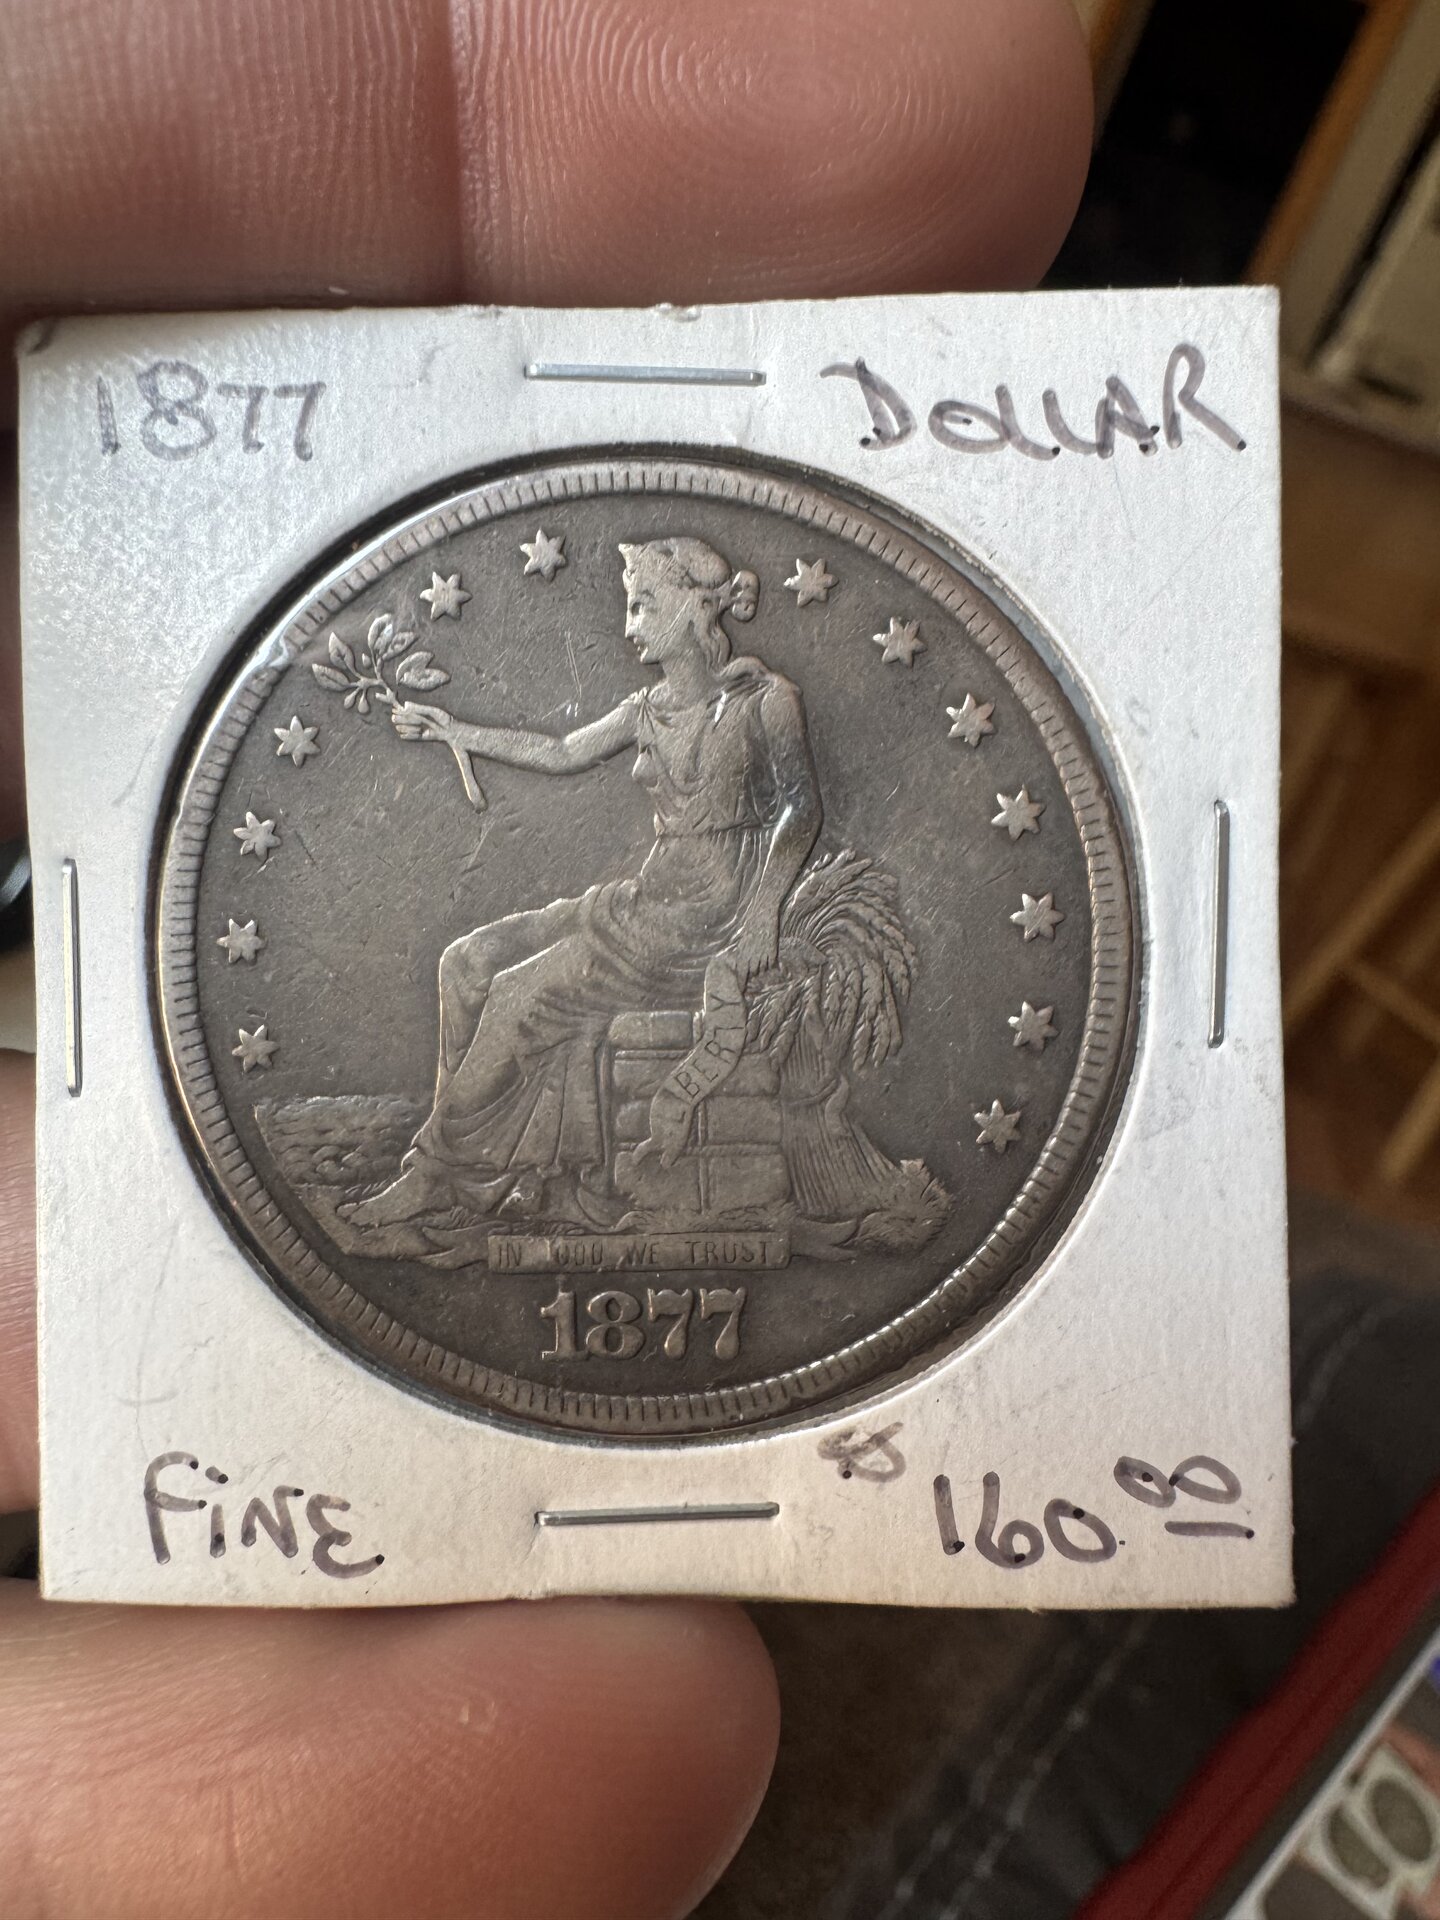 1877 DOLLAR
LIBERTY
IN GOD WE TRUST
1877
FINE $160.00